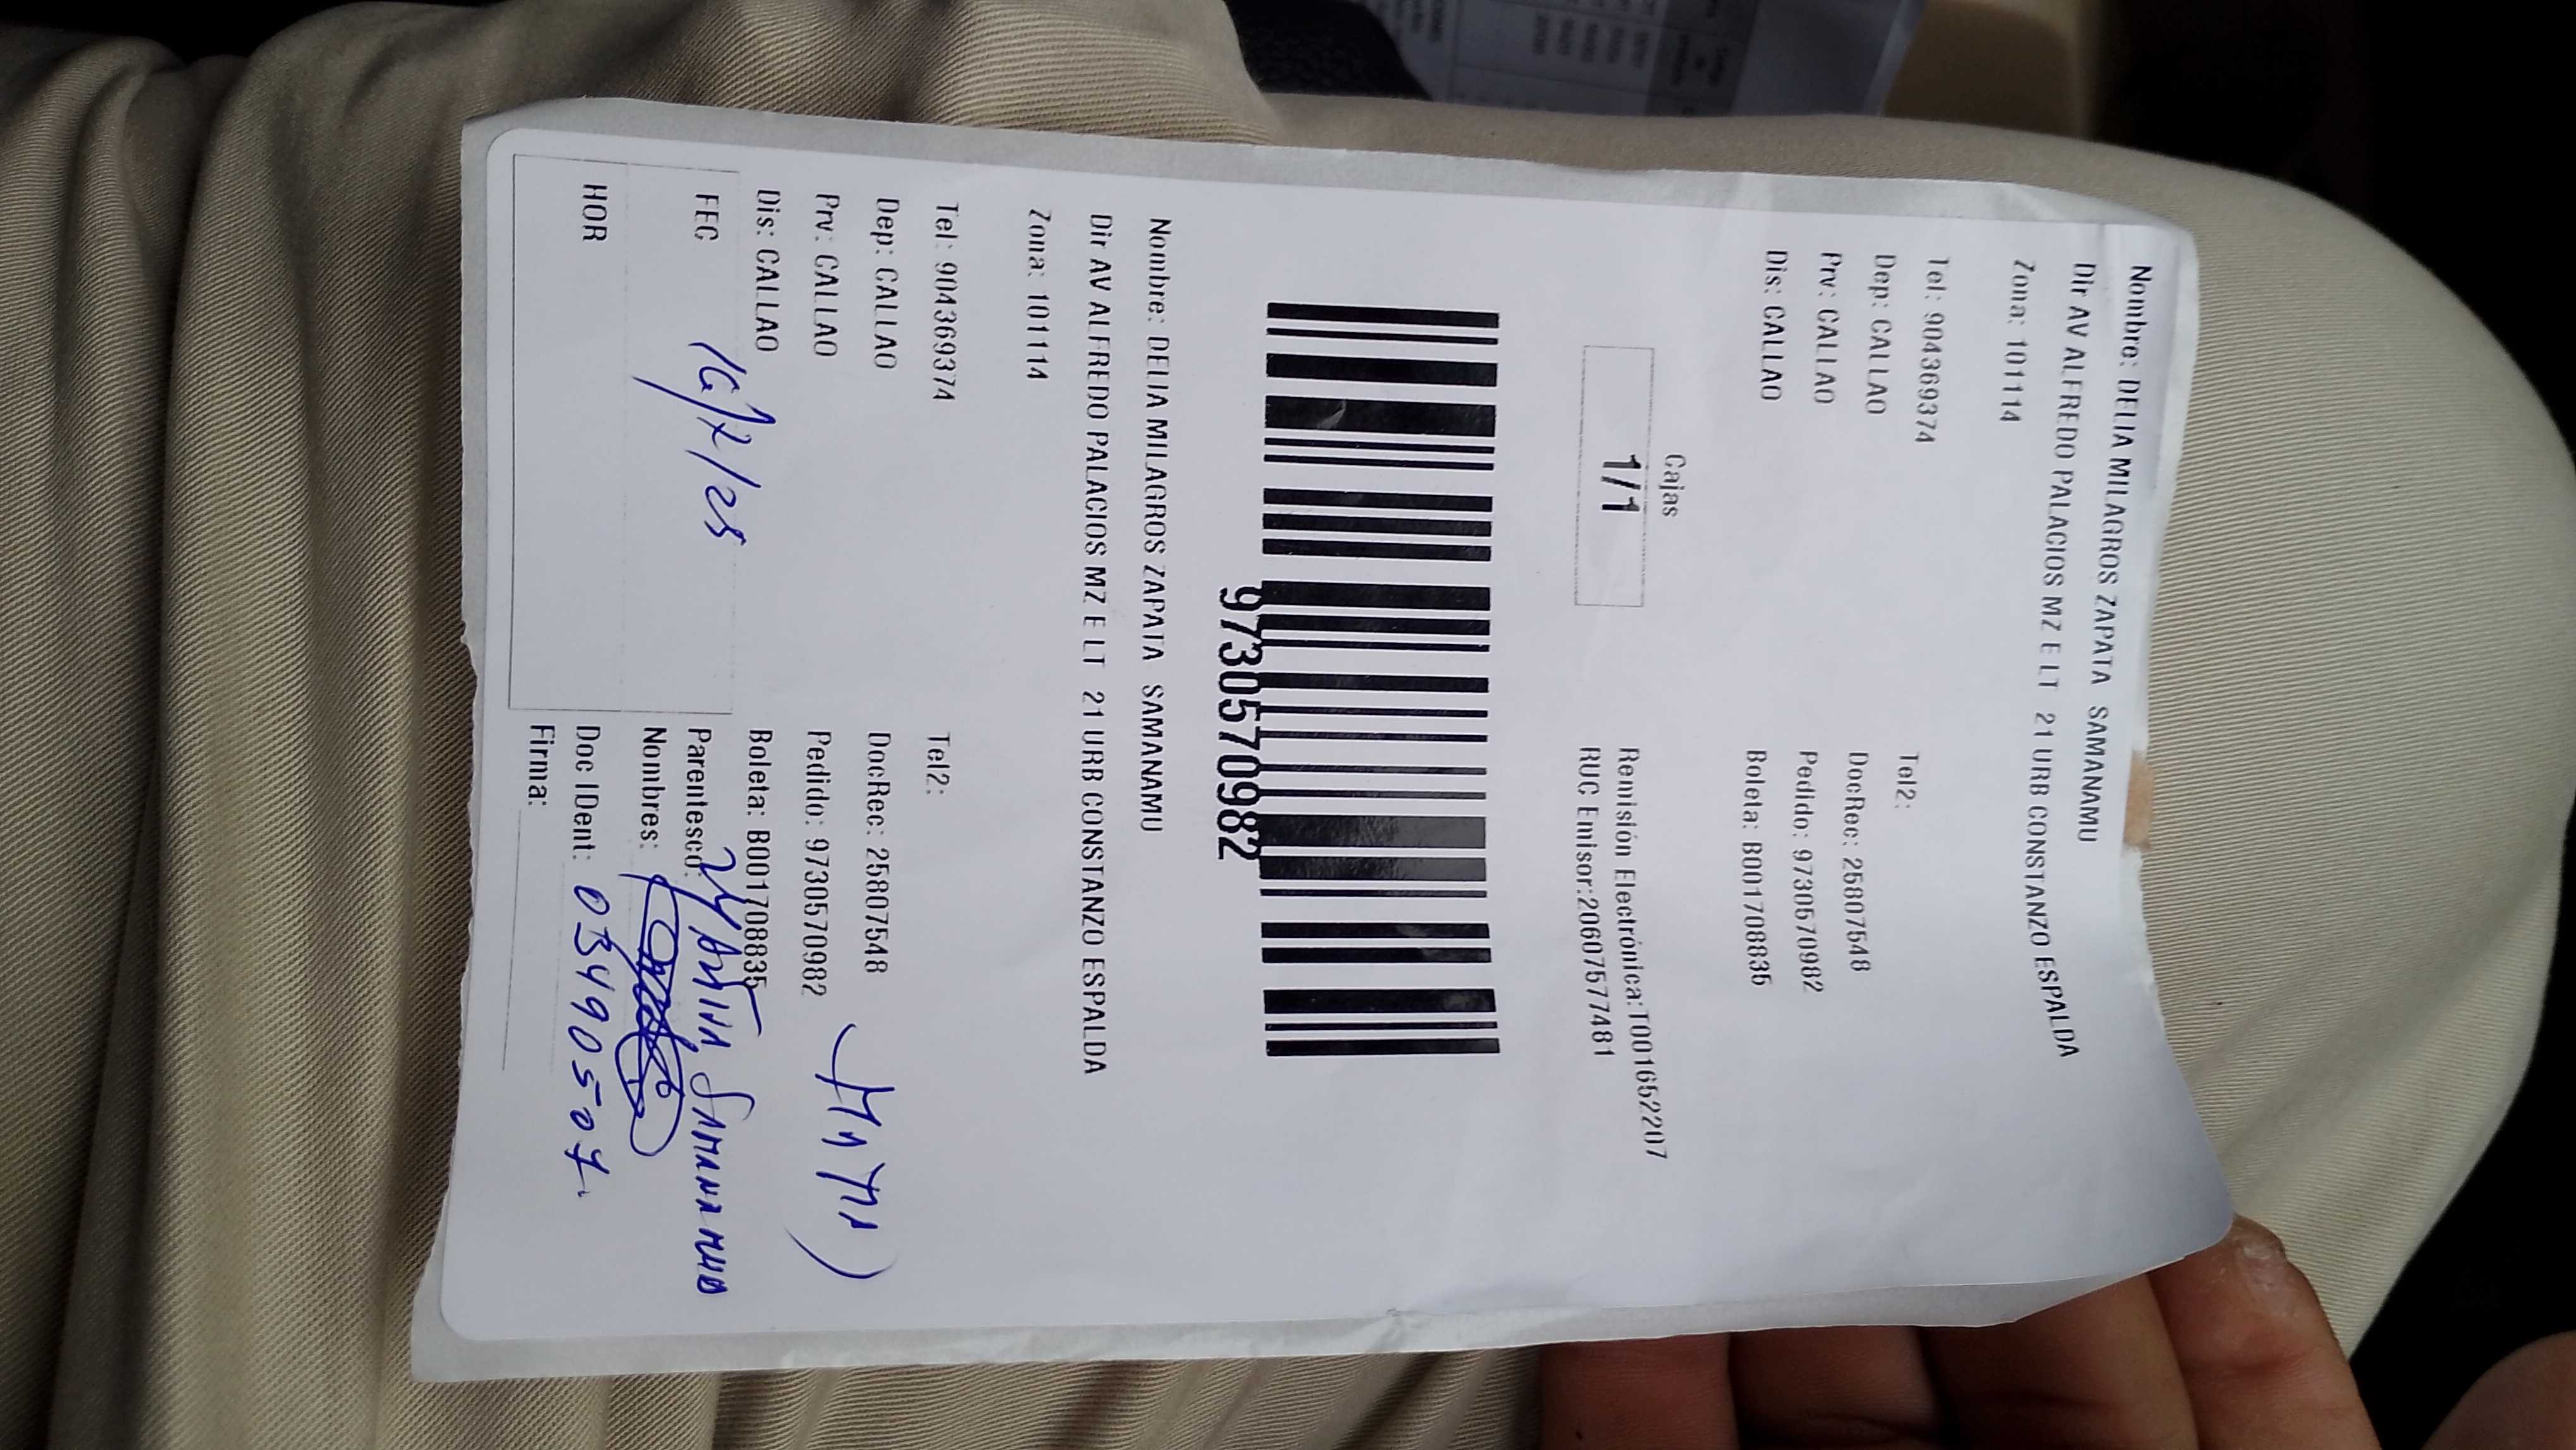 Nombre: DELIA MILAGROS ZAPATA SAMANAMU
Dir AV ALFREDO PALACIOS MZ E LT 21 URB CONSTANZO ESPALDA
Zona: 101114
Tel: 904369374 Tel2:
Dep: CALLAO DocRec: 25807548
Prv: CALLAO Pedido: 9730570982
Dis: CALLAO Boleta: B001708835
Cajas
1/1
Remisión Electrónica:T001652207
RUC Emisor:20607577481
9730570982
Nombre: DELIA MILAGROS ZAPATA SAMANAMU
Dir AV ALFREDO PALACIOS MZ E LT 21 URB CONSTANZO ESPALDA
Zona: 101114
Tel: 904369374 Tel2:
Dep: CALLAO DocRec: 25807548
Prv: CALLAO Pedido: 9730570982
Dis: CALLAO Boleta: B001708835
FEC 16/7/25 Parentesco: Samanamud
Nombres:
HOR Doc IDent: 03490507.
Firma: